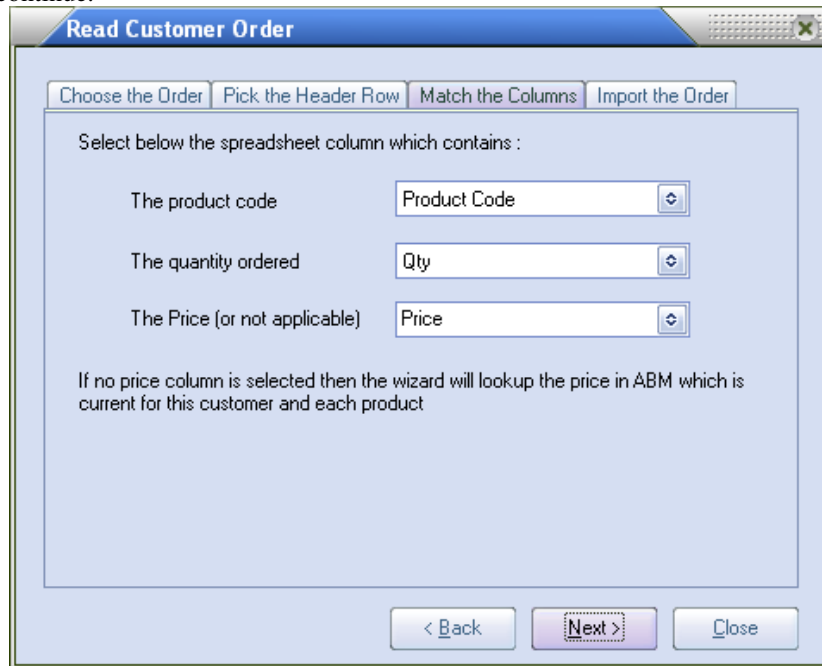 Read Customer Order
Choose the Order Pick the Header Row Match the Columns Import the Order
Select below the spreadsheet column which contains :
The product code Product Code
The quantity ordered Qty
The Price (or not applicable) Price
If no price column is selected then the wizard will lookup the price in ABM which is
current for this customer and each product
< Back Next > Close